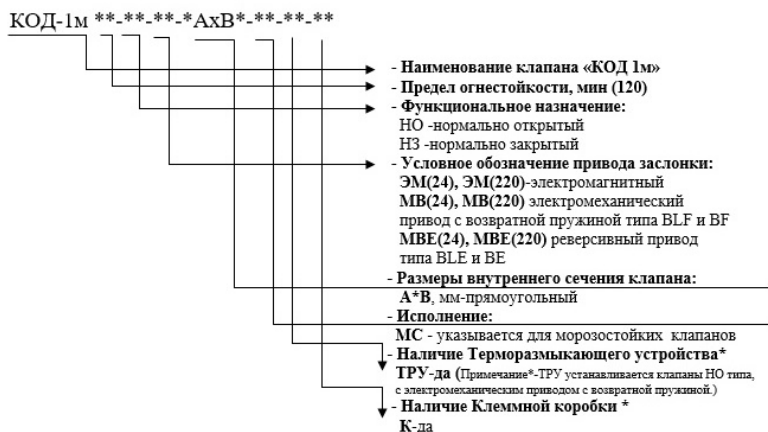 КОД-1м **-**-**-*АхВ*-**-**-**
- Наименование клапана «КОД 1м»
- Предел огнестойкости, мин (120)
- Функциональное назначение:
НО -нормально открытый
НЗ -нормально закрытый
- Условное обозначение привода заслонки:
ЭМ(24), ЭМ(220)-электромагнитный
МВ(24), МВ(220) электромеханический
привод с возвратной пружиной типа BLF и BF
МВЕ(24), МВЕ(220) реверсивный привод
типа BLE и BE
- Размеры внутреннего сечения клапана:
А*В, мм-прямоугольный
- Исполнение:
МС - указывается для морозостойких клапанов
- Наличие Терморазмыкающего устройства*
ТРУ-да (Примечание*-ТРУ устанавливается клапаны НО типа,
с электромеханическим приводом с возвратной пружиной.)
- Наличие Клеммной коробки *
К-да